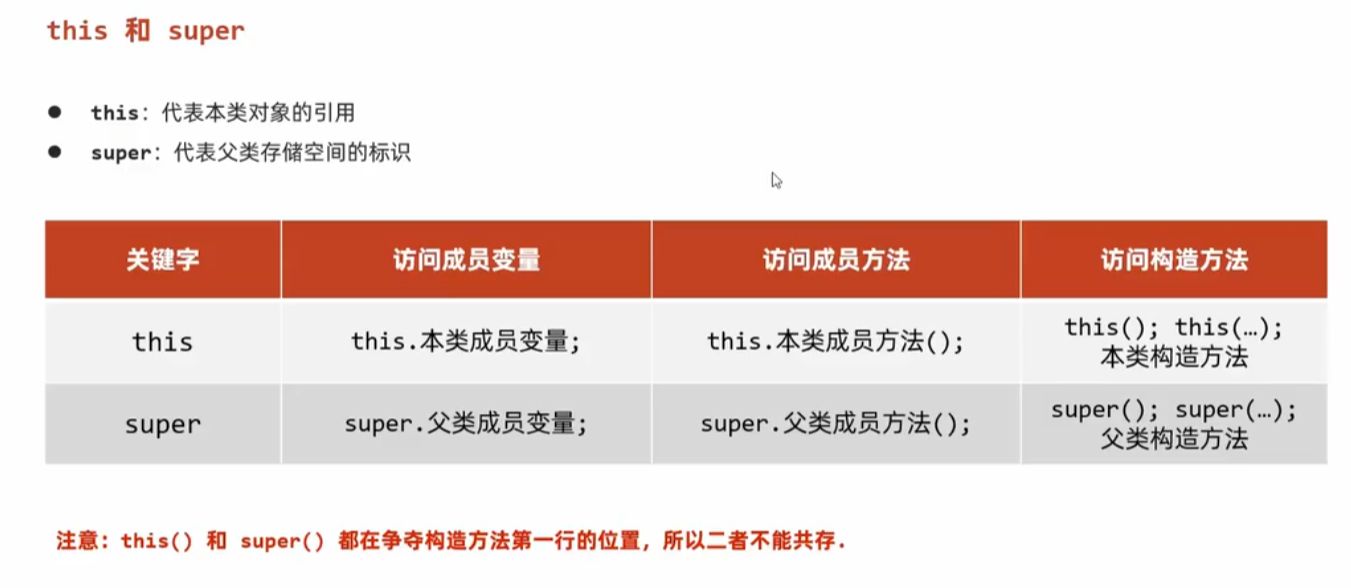 this 和 super
● this：代表本类对象的引用
● super：代表父类存储空间的标识
关键字 访问成员变量 访问成员方法 访问构造方法
this this.本类成员变量; this.本类成员方法(); this(); this(…);
本类构造方法
super super.父类成员变量; super.父类成员方法(); super(); super(…);
父类构造方法
注意：this() 和 super() 都在争夺构造方法第一行的位置，所以二者不能共存.